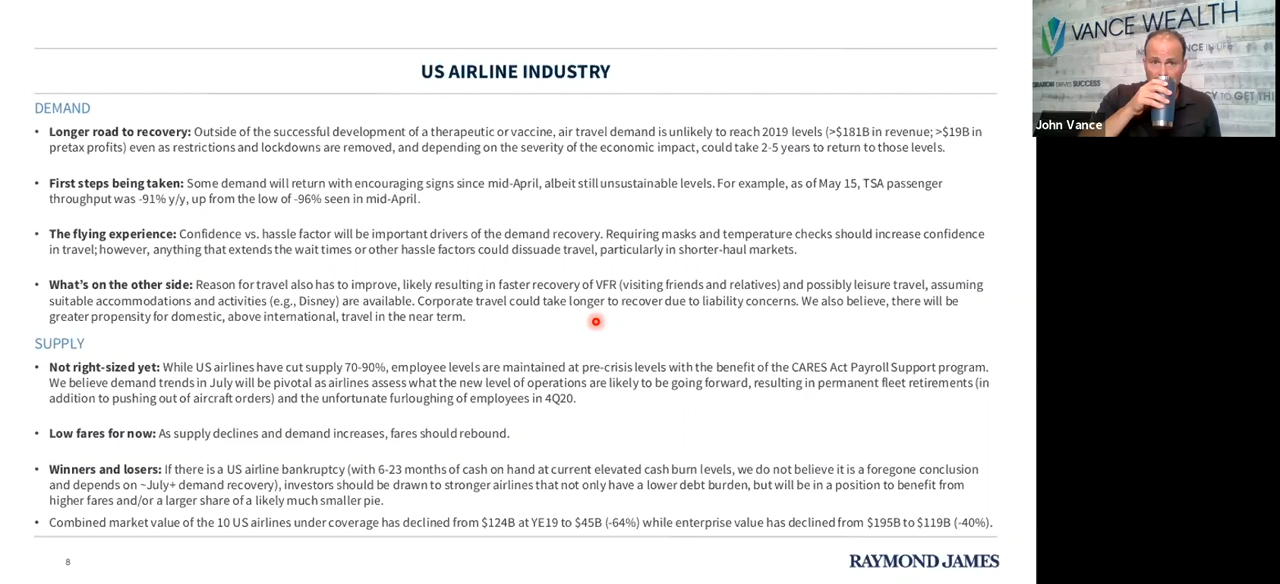 US AIRLINE INDUSTRY
DEMAND
• Longer road to recovery: Outside of the successful development of a therapeutic or vaccine, air travel demand is unlikely to reach 2019 levels (>$181B in revenue; >$19B in
pretax profits) even as restrictions and lockdowns are removed, and depending on the severity of the economic impact, could take 2-5 years to return to those levels.
• First steps being taken: Some demand will return with encouraging signs since mid-April, albeit still unsustainable levels. For example, as of May 15, TSA passenger
throughput was -91% y/y, up from the low of -96% seen in mid-April.
• The flying experience: Confidence vs. hassle factor will be important drivers of the demand recovery. Requiring masks and temperature checks should increase confidence
in travel; however, anything that extends the wait times or other hassle factors could dissuade travel, particularly in shorter-haul markets.
• What's on the other side: Reason for travel also has to improve, likely resulting in faster recovery of VFR (visiting friends and relatives) and possibly leisure travel, assuming
suitable accommodations and activities (e.g., Disney) are available. Corporate travel could take longer to recover due to liability concerns. We also believe, there will be
greater propensity for domestic, above international, travel in the near term.
SUPPLY
• Not right-sized yet: While US airlines have cut supply 70-90%, employee levels are maintained at pre-crisis levels with the benefit of the CARES Act Payroll Support program.
We believe demand trends in July will be pivotal as airlines assess what the new level of operations are likely to be going forward, resulting in permanent fleet retirements (in
addition to pushing out of aircraft orders) and the unfortunate furloughing of employees in 4Q20.
• Low fares for now: As supply declines and demand increases, fares should rebound.
• Winners and losers: If there is a US airline bankruptcy (with 6-23 months of cash on hand at current elevated cash burn levels, we do not believe it is a foregone conclusion
and depends on ~July+ demand recovery), investors should be drawn to stronger airlines that not only have a lower debt burden, but will be in a position to benefit from
higher fares and/or a larger share of a likely much smaller pie.
• Combined market value of the 10 US airlines under coverage has declined from $124B at YE19 to $45B (-64%) while enterprise value has declined from $195B to $119B (-40%).
8
RAYMOND JAMES
VANCE WEALTH
SUCCESS
TO GET
John Vance